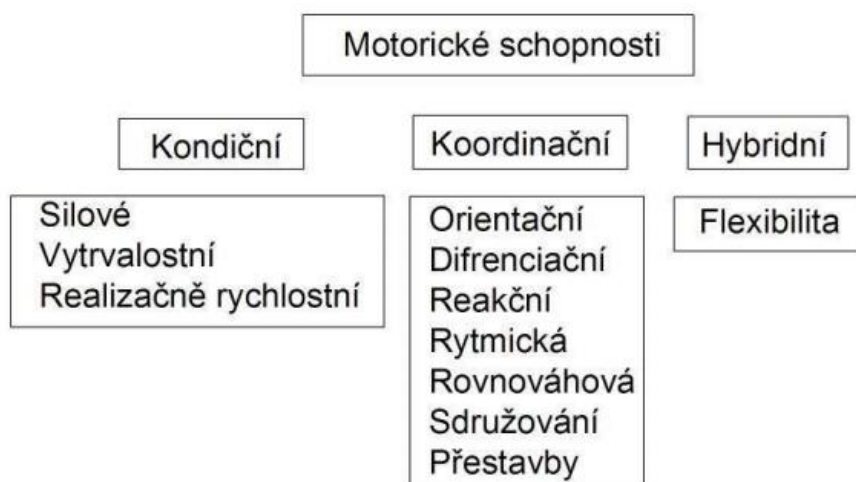 Motorické schopnosti
Kondiční
Koordinační
Hybridní
Silové
Vytrvalostní
Realizačně rychlostní
Orientační
Difrenciační
Reakční
Rytmická
Rovnováhová
Sdružování
Přestavby
Flexibilita